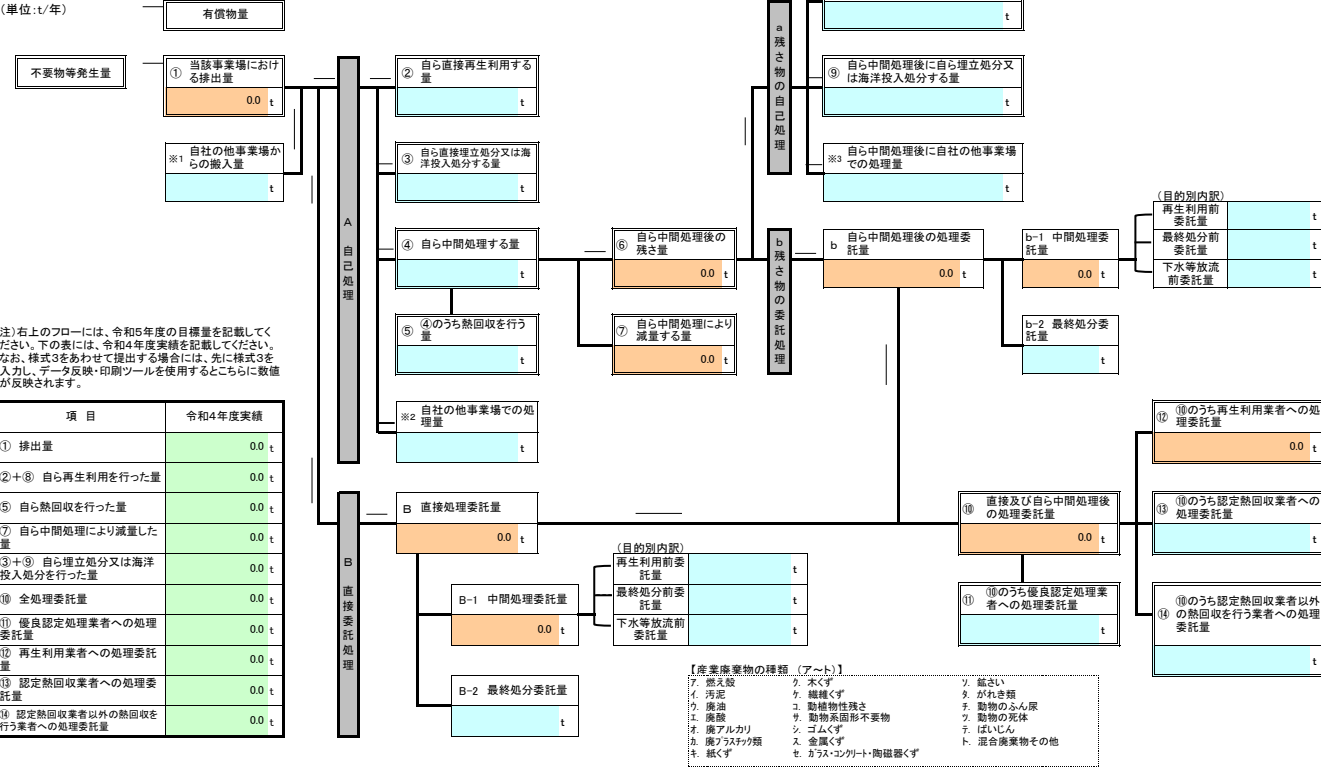 (単位:t/年)
有償物量
不要物等発生量
① 当該事業場におけ
る排出量
0.0 t
※1 自社の他事業場か
らの搬入量
t
A
自己処理
② 自ら直接再生利用する
量
t
③ 自ら直接埋立処分又は海
洋投入処分する量
t
④ 自ら中間処理する量
t
⑤ ④のうち熱回収を行う
量
t
※2 自社の他事業場での処
理量
t
⑥ 自ら中間処理後の
残さ量
0.0 t
⑦ 自ら中間処理により
減量する量
0.0 t
a
残さ物の自己処理
t
⑨ 自ら中間処理後に自ら埋立処分又
は海洋投入処分する量
t
※3 自ら中間処理後に自社の他事業場
での処理量
t
b
残さ物の委託処理
b 自ら中間処理後の処理委
託量
0.0 t
b-1 中間処理委
託量
0.0 t
(目的別内訳)
再生利用前
委託量
t
最終処分前
委託量
t
下水等放流
前委託量
t
b-2 最終処分委
託量
t
注)右上のフローには、令和5年度の目標量を記載してく
ださい。下の表には、令和4年度実績を記載してください。
なお、様式3をあわせて提出する場合には、先に様式3を
入力し、データ反映・印刷ツールを使用するとこちらに数値
が反映されます。
項 目 令和4年度実績
① 排出量 0.0 t
②+⑧ 自ら再生利用を行った量 0.0 t
⑤ 自ら熱回収を行った量 0.0 t
⑦ 自ら中間処理により減量した
量 0.0 t
③+⑨ 自ら埋立処分又は海洋
投入処分を行った量 0.0 t
⑩ 全処理委託量 0.0 t
⑪ 優良認定処理業者への処理
委託量 0.0 t
⑫ 再生利用業者への処理委託
量 0.0 t
⑬ 認定熱回収業者への処理委
託量 0.0 t
⑭ 認定熱回収業者以外の熱回収を
行う業者への処理委託量 0.0 t
B
直接委託処理
B 直接処理委託量
0.0 t
B-1 中間処理委託量
0.0 t
(目的別内訳)
再生利用前委
託量
t
最終処分前委
託量
t
下水等放流前
委託量
t
B-2 最終処分委託量
t
⑩ 直接及び自ら中間処理後
の処理委託量
0.0 t
⑪ ⑩のうち優良認定処理業
者への処理委託量
t
⑫ ⑩のうち再生利用業者への処
理委託量
0.0 t
⑬ ⑩のうち認定熱回収業者への
処理委託量
t
⑭ ⑩のうち認定熱回収業者以外
の熱回収を行う業者への処理
委託量
t
【産業廃棄物の種類 (ア~ト)】
ア. 燃え殻 ク. 木くず ソ. 鉱さい
イ. 汚泥 ケ. 繊維くず タ. がれき類
ウ. 廃油 コ. 動植物性残さ チ. 動物のふん尿
エ. 廃酸 サ. 動物系固形不要物 ツ. 動物の死体
オ. 廃アルカリ シ. ゴムくず テ. ばいじん
カ. 廃プラスチック類 ス. 金属くず ト. 混合廃棄物その他
キ. 紙くず セ. ガラス・コンクリート・陶磁器くず